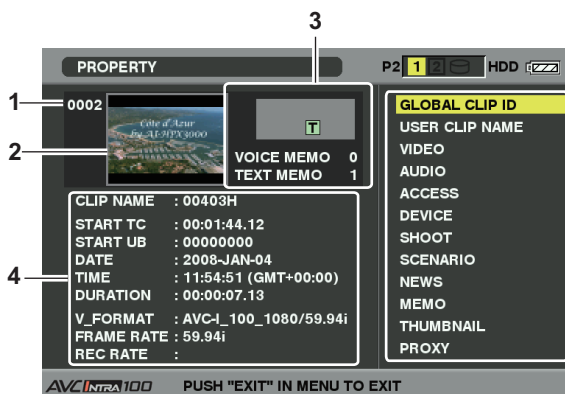 3
PROPERTY
P2 1 2 HDD
1
0002
Côte d'Azur
by AJ-HPX3000
2
T
VOICE MEMO 0
TEXT MEMO 1
4
CLIP NAME : 00403H
START TC : 00:01:44.12
START UB : 00000000
DATE : 2008-JAN-04
TIME : 11:54:51 (GMT+00:00)
DURATION : 00:00:07.13
V_FORMAT : AVC-I_100_1080/59.94i
FRAME RATE : 59.94i
REC RATE :
GLOBAL CLIP ID
USER CLIP NAME
VIDEO
AUDIO
ACCESS
DEVICE
SHOOT
SCENARIO
NEWS
MEMO
THUMBNAIL
PROXY
AVC INTRA 100 PUSH "EXIT" IN MENU TO EXIT